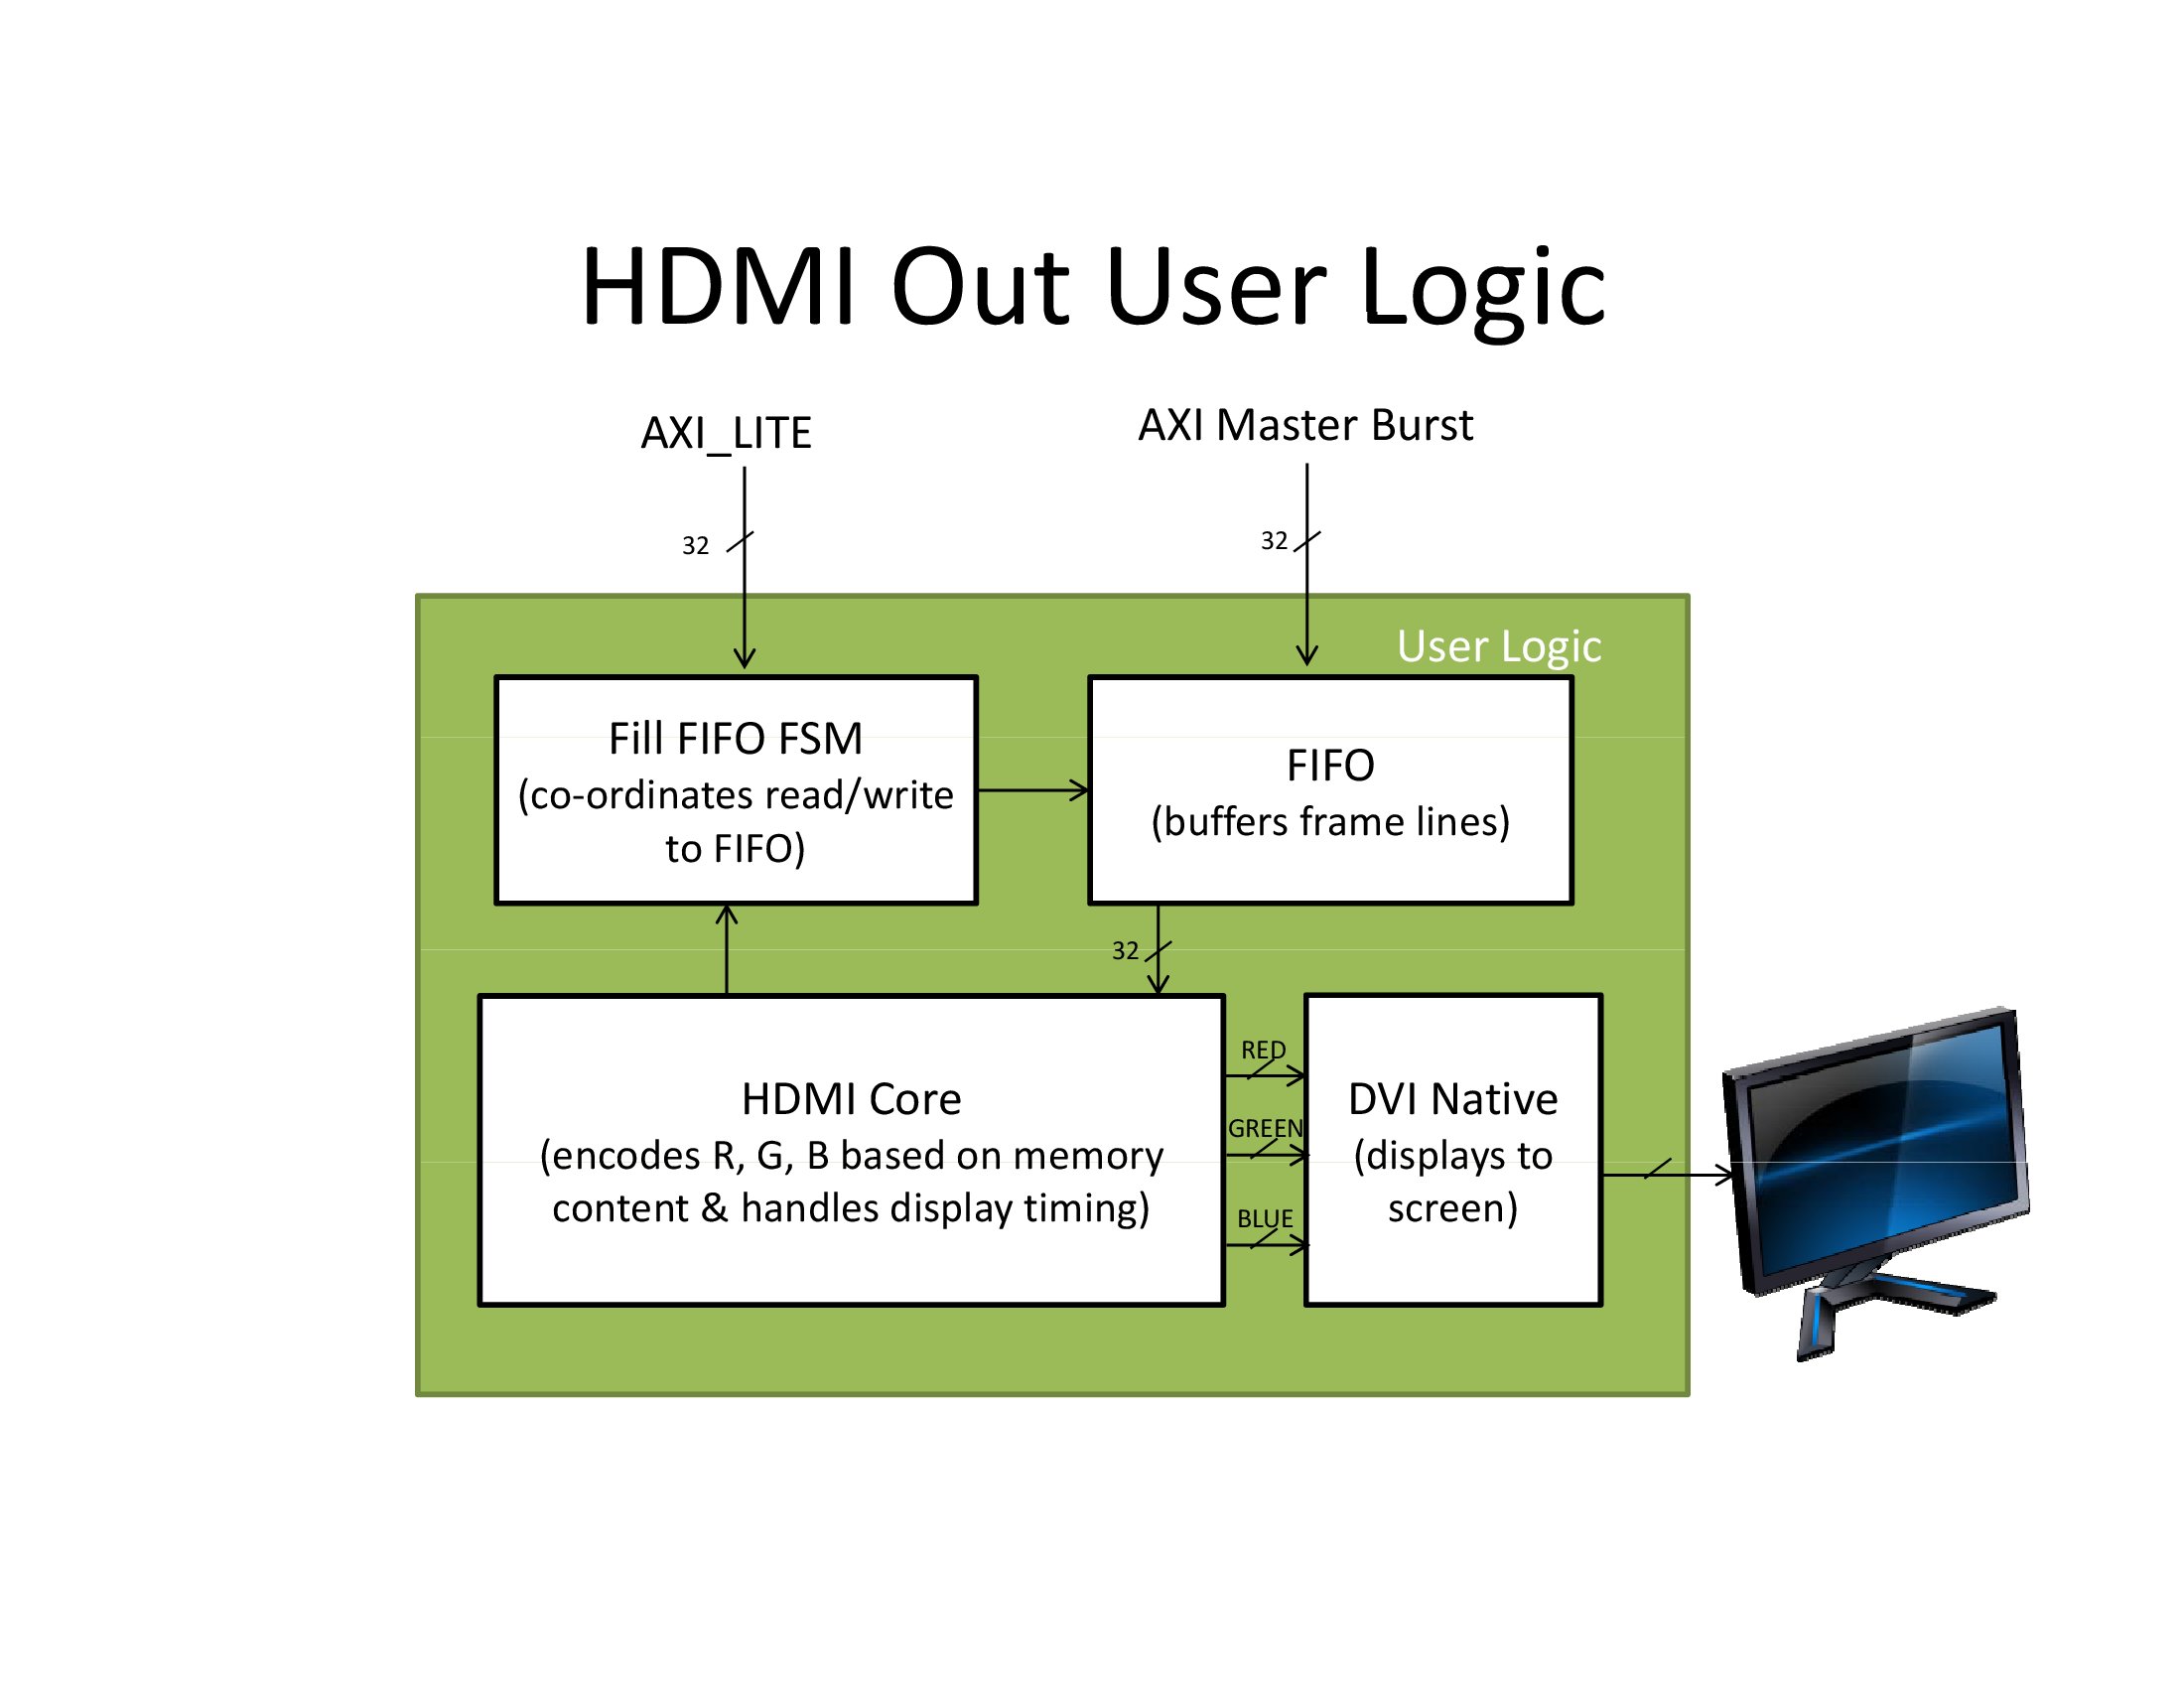 HDMI Out User Logic
AXI_LITE
AXI Master Burst
32
32
User Logic
Fill FIFO FSM
(co-ordinates read/write
to FIFO)
FIFO
(buffers frame lines)
32
HDMI Core
(encodes R, G, B based on memory
content & handles display timing)
RED
GREEN
BLUE
DVI Native
(displays to
screen)